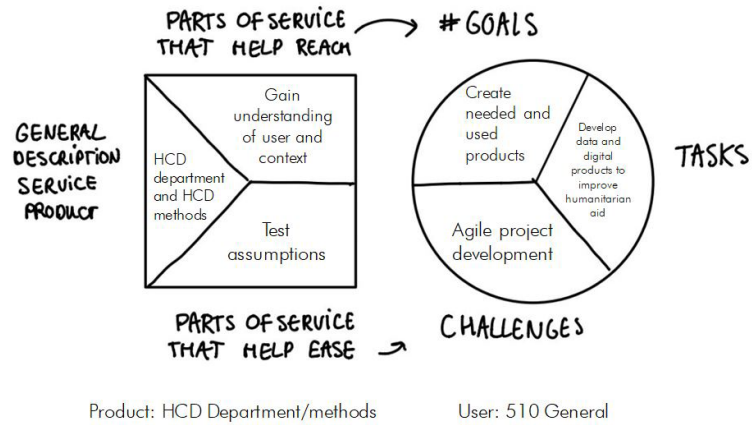 PARTS OF SERVICE
THAT HELP REACH
# GOALS
GENERAL
DESCRIPTION
SERVICE
PRODUCT
HCD
department
and HCD
methods
Gain
understanding
of user and
context
Test
assumptions
Create
needed and
used
products
Develop
data and
digital
products to
improve
humanitarian
aid
Agile project
development
TASKS
PARTS OF SERVICE
THAT HELP EASE
CHALLENGES
Product: HCD Department/methods
User: 510 General